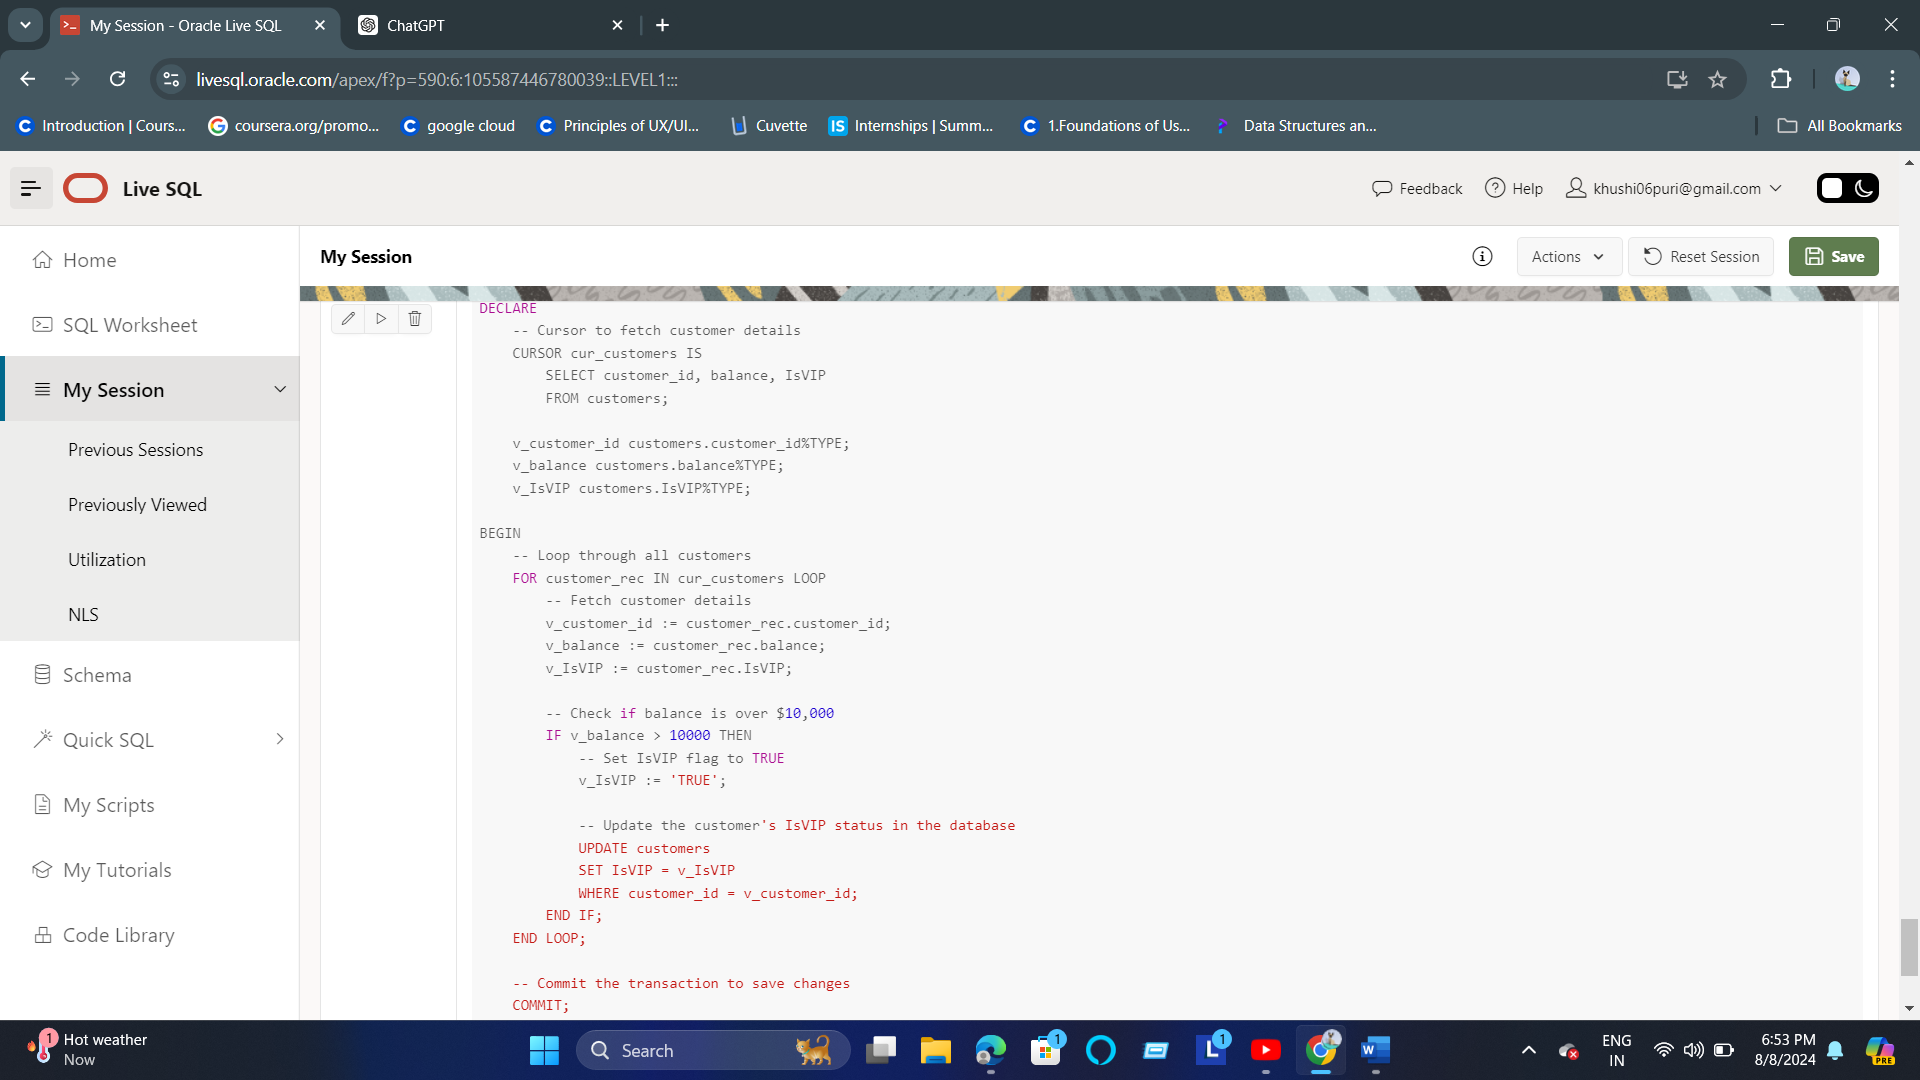 My Session - Oracle Live SQL
ChatGPT
livesql.oracle.com/apex/f?p=590:6:105587446780039::LEVEL1:::
Introduction | Cours...
coursera.org/promo...
google cloud
Principles of UX/UI...
Cuvette
IS
Internships | Summ...
1.Foundations of Us...
Data Structures an...
All Bookmarks
Live SQL
Feedback
Help
khushi06puri@gmail.com
Home
SQL Worksheet
My Session
Previous Sessions
Previously Viewed
Utilization
NLS
Schema
Quick SQL
My Scripts
My Tutorials
Code Library
My Session
Actions
Reset Session
Save
DECLARE
-- Cursor to fetch customer details
CURSOR cur_customers IS
SELECT customer_id, balance, IsVIP
FROM customers;
v_customer_id customers.customer_id%TYPE;
v_balance customers.balance%TYPE;
v_IsVIP customers.IsVIP%TYPE;
BEGIN
-- Loop through all customers
FOR customer_rec IN cur_customers LOOP
-- Fetch customer details
v_customer_id := customer_rec.customer_id;
v_balance := customer_rec.balance;
v_IsVIP := customer_rec.IsVIP;
-- Check if balance is over $10,000
IF v_balance > 10000 THEN
-- Set IsVIP flag to TRUE
v_IsVIP := 'TRUE';
-- Update the customer's IsVIP status in the database
UPDATE customers
SET IsVIP = v_IsVIP
WHERE customer_id = v_customer_id;
END IF;
END LOOP;
-- Commit the transaction to save changes
COMMIT;
1
Hot weather
Now
Search
1
L
1
W
ENG
IN
6:53 PM
8/8/2024
PRE